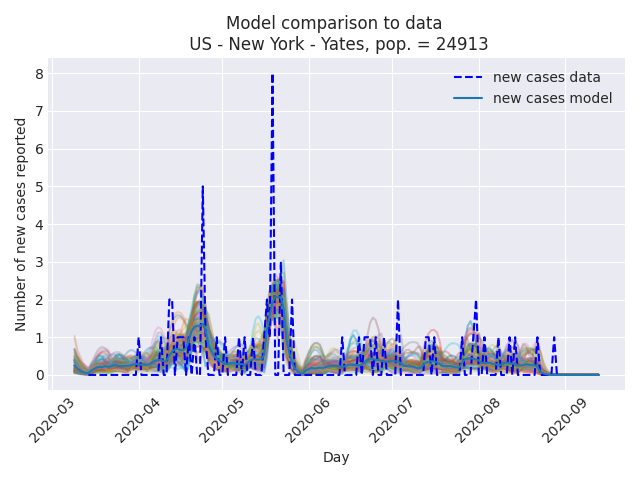 Model comparison to data
US - New York - Yates, pop. = 24913
new cases data
new cases model
Number of new cases reported
8
7
6
5
4
3
2
1
0
2020-03
2020-04
2020-05
2020-06
2020-07
2020-08
2020-09
Day